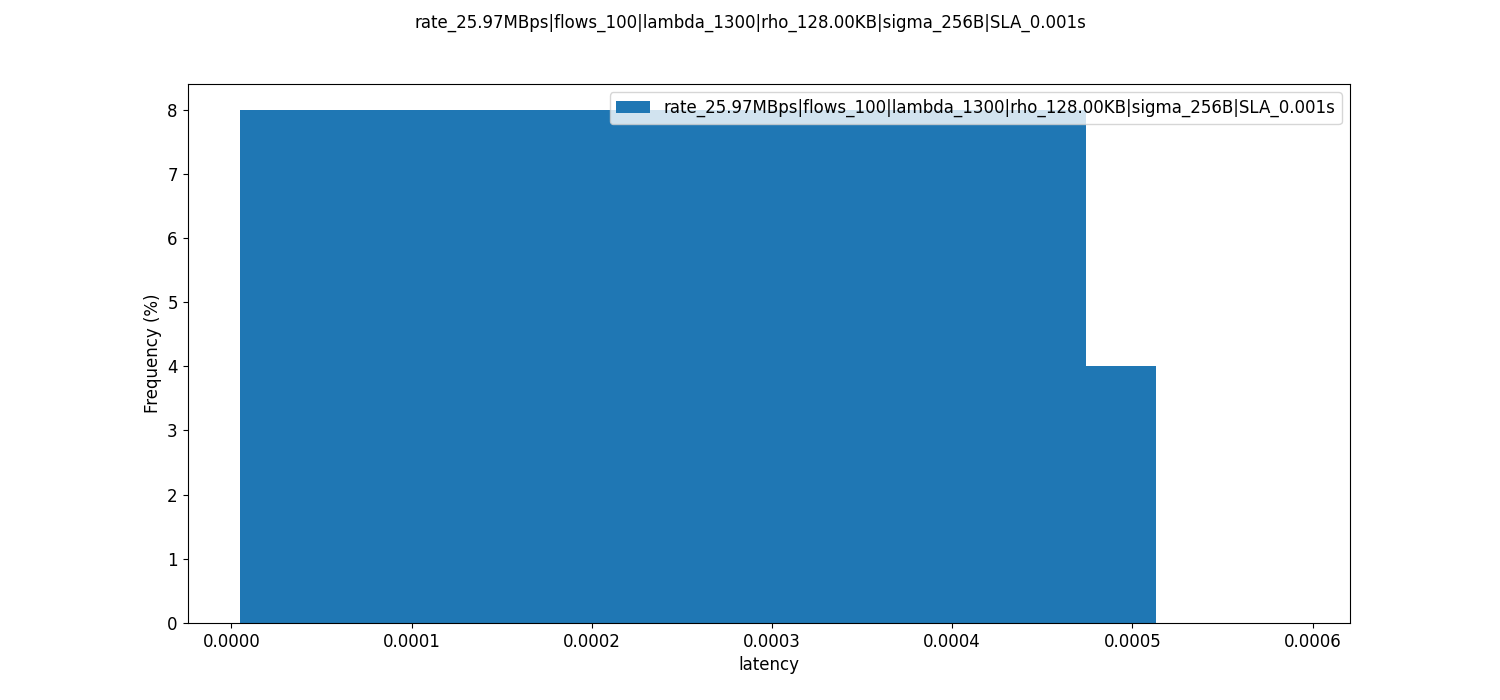 rate_25.97MBps|flows_100|lambda_1300|rho_128.00KB|sigma_256B|SLA_0.001s
rate_25.97MBps|flows_100|lambda_1300|rho_128.00KB|sigma_256B|SLA_0.001s
8
7
6
5
4
3
2
1
0
Frequency (%)
0.0000 0.0001 0.0002 0.0003 0.0004 0.0005 0.0006
latency